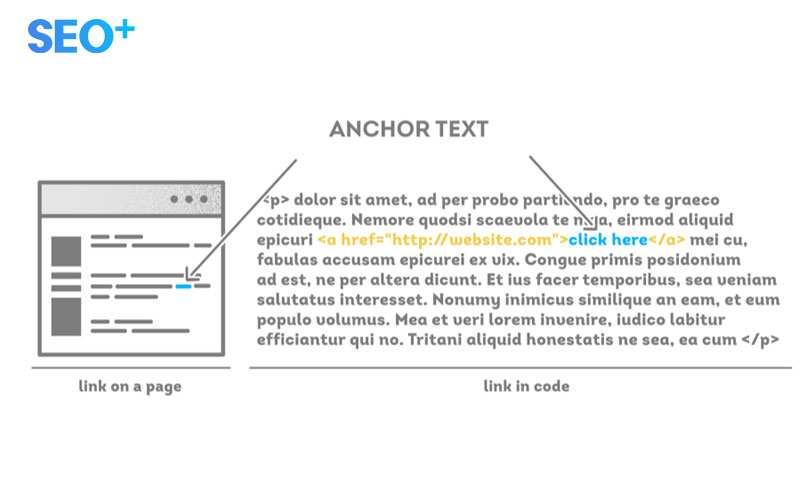 SEO+
ANCHOR TEXT
<p> dolor sit amet, ad per probo partiendo, pro te graeco
cotidieque. Nemore quodsi scaevola te nija, eirmod aliquid
epicuri <a href="http://website.com">click here</a> mei cu,
fabulas accusam epicurei ex vix. Congue primis posidonium
ad est, ne per altera dicunt. Et ius facer temporibus, sea veniam
salutatus interesset. Nonumy inimicus similique an eam, et eum
populo volumus. Mea et veri lorem invenire, iudico labitur
efficiantur qui no. Tritani aliquid honestatis ne sea, ea cum </p>
link on a page
link in code